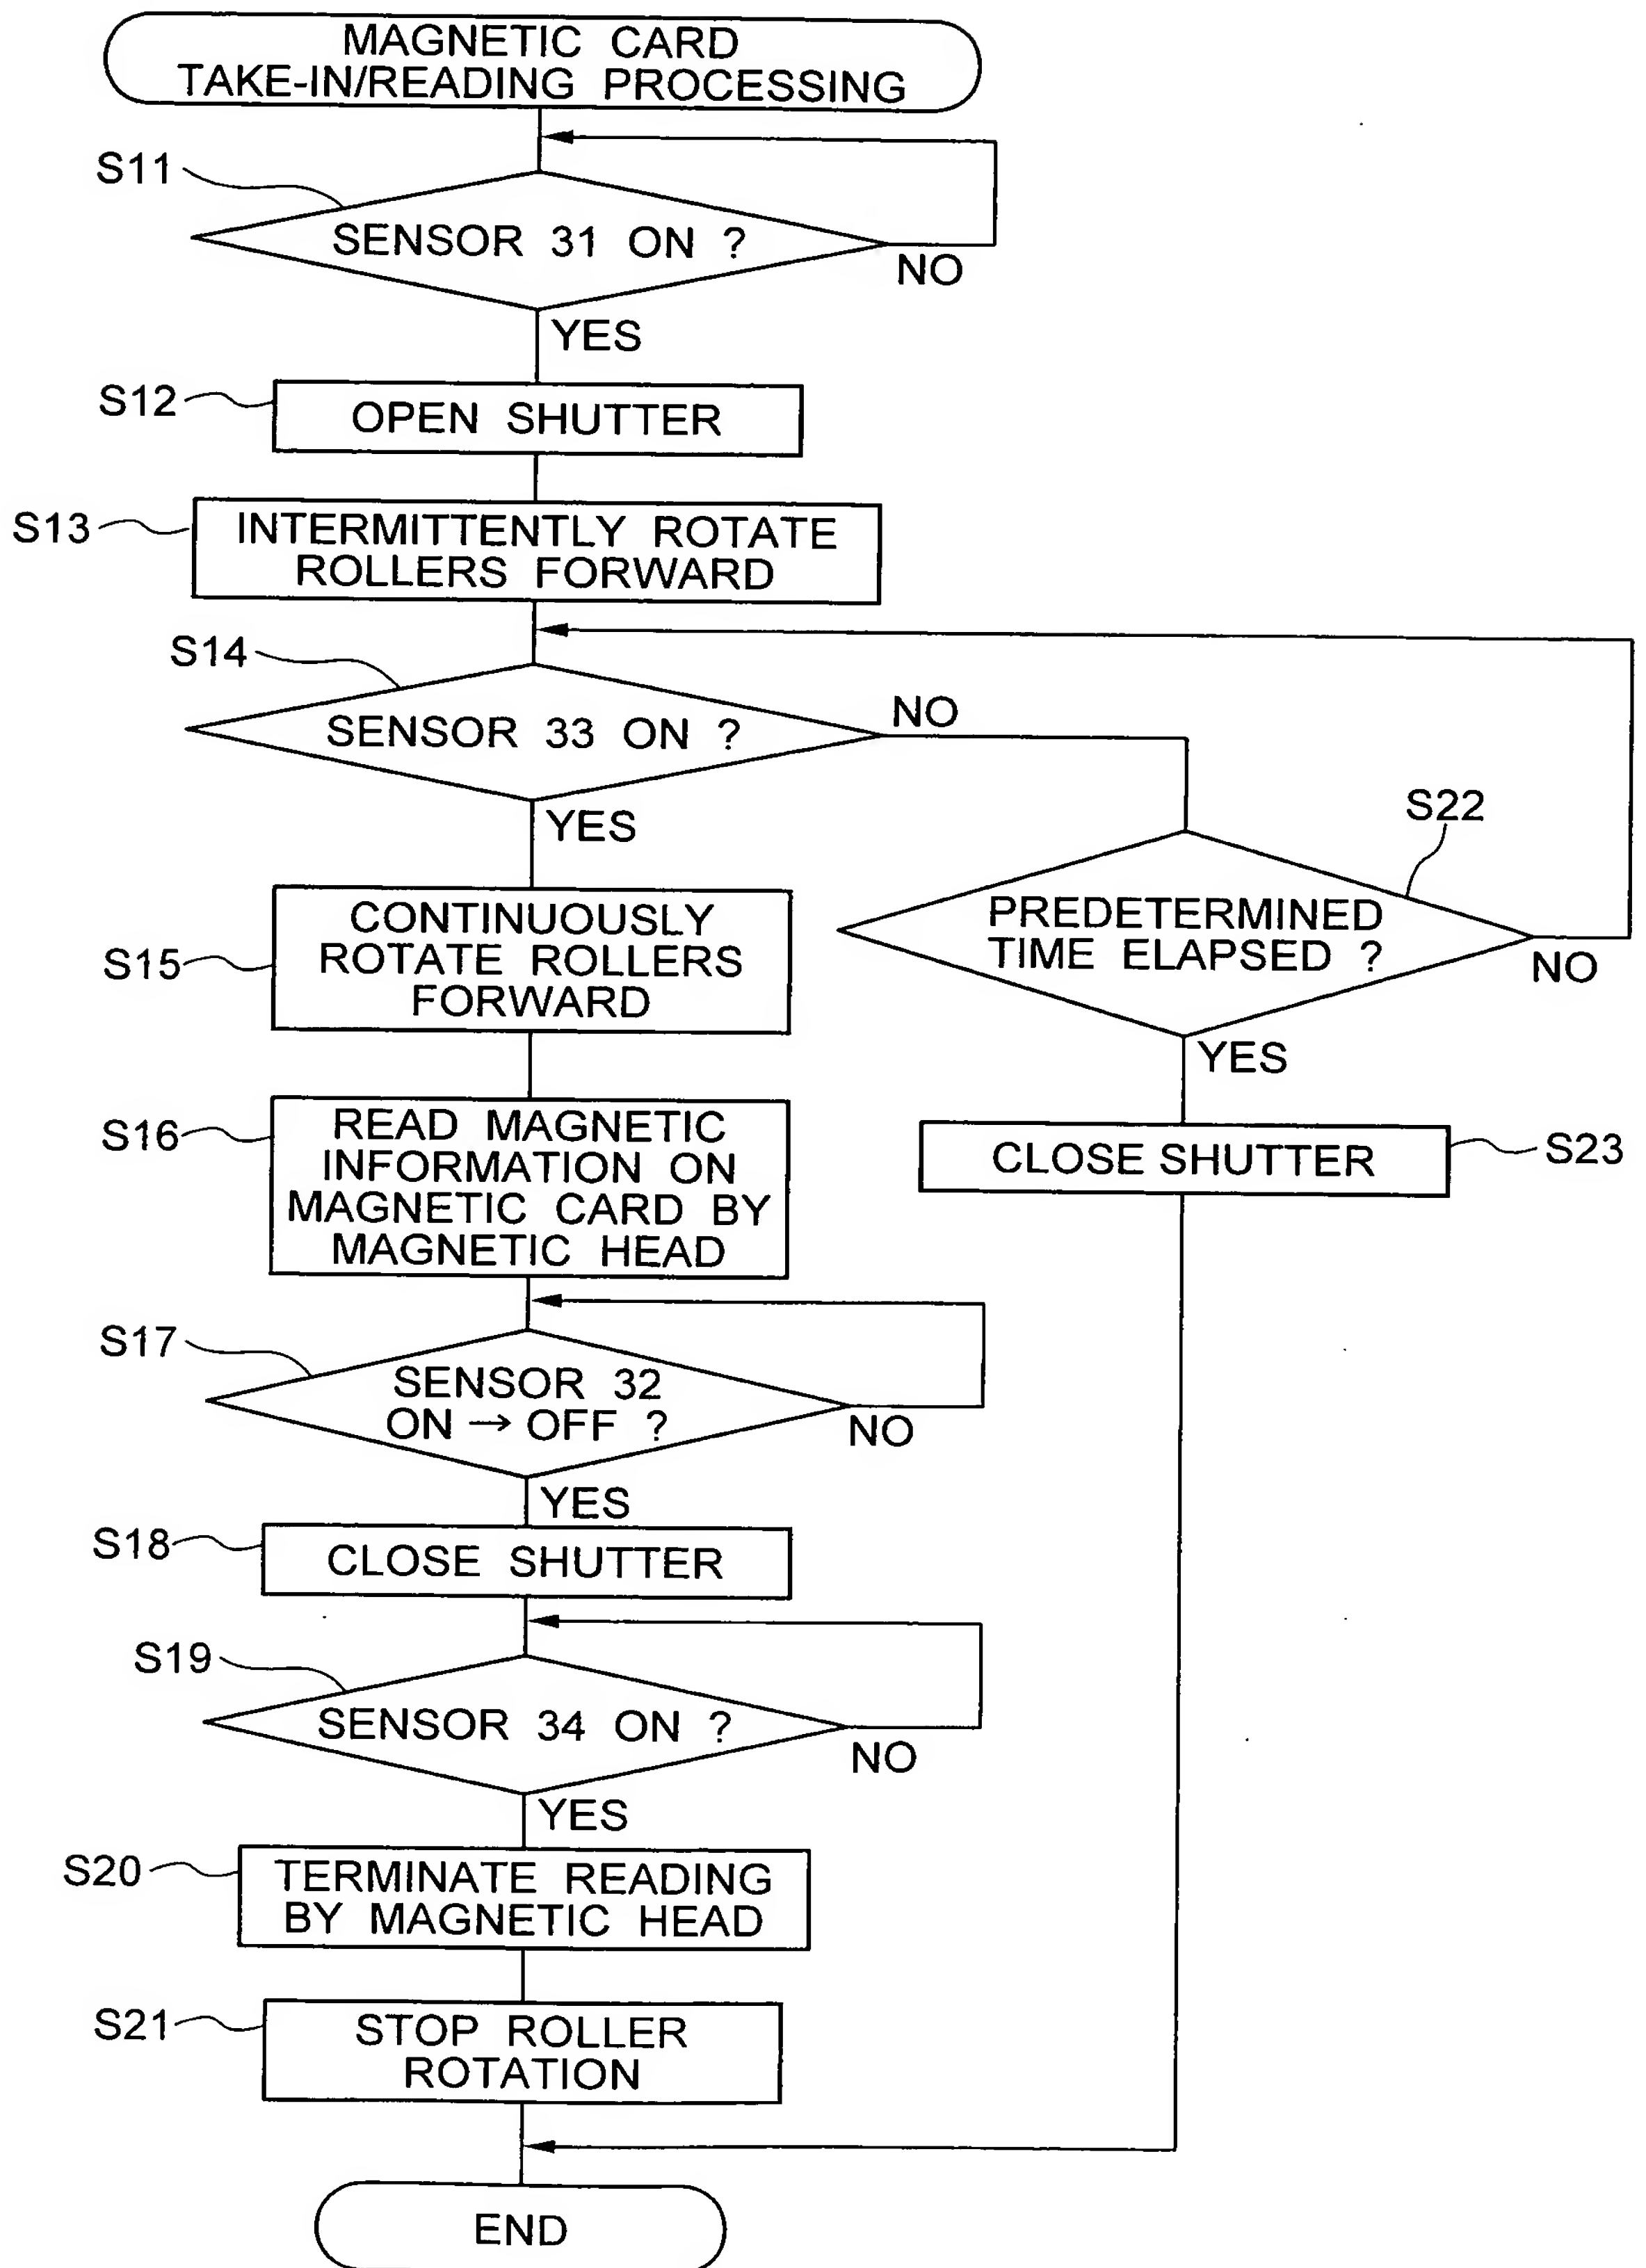 MAGNETIC CARD
TAKE-IN/READING PROCESSING
S11
SENSOR 31 ON ?
NO
YES
S12
OPEN SHUTTER
S13
INTERMITTENTLY ROTATE
ROLLERS FORWARD
S14
SENSOR 33 ON ?
NO
YES
S22
PREDETERMINED
TIME ELAPSED ?
NO
YES
S15
CONTINUOUSLY
ROTATE ROLLERS
FORWARD
S16
READ MAGNETIC
INFORMATION ON
MAGNETIC CARD BY
MAGNETIC HEAD
CLOSE SHUTTER
S23
S17
SENSOR 32
ON → OFF ?
NO
YES
S18
CLOSE SHUTTER
S19
SENSOR 34 ON ?
NO
YES
S20
TERMINATE READING
BY MAGNETIC HEAD
S21
STOP ROLLER
ROTATION
END